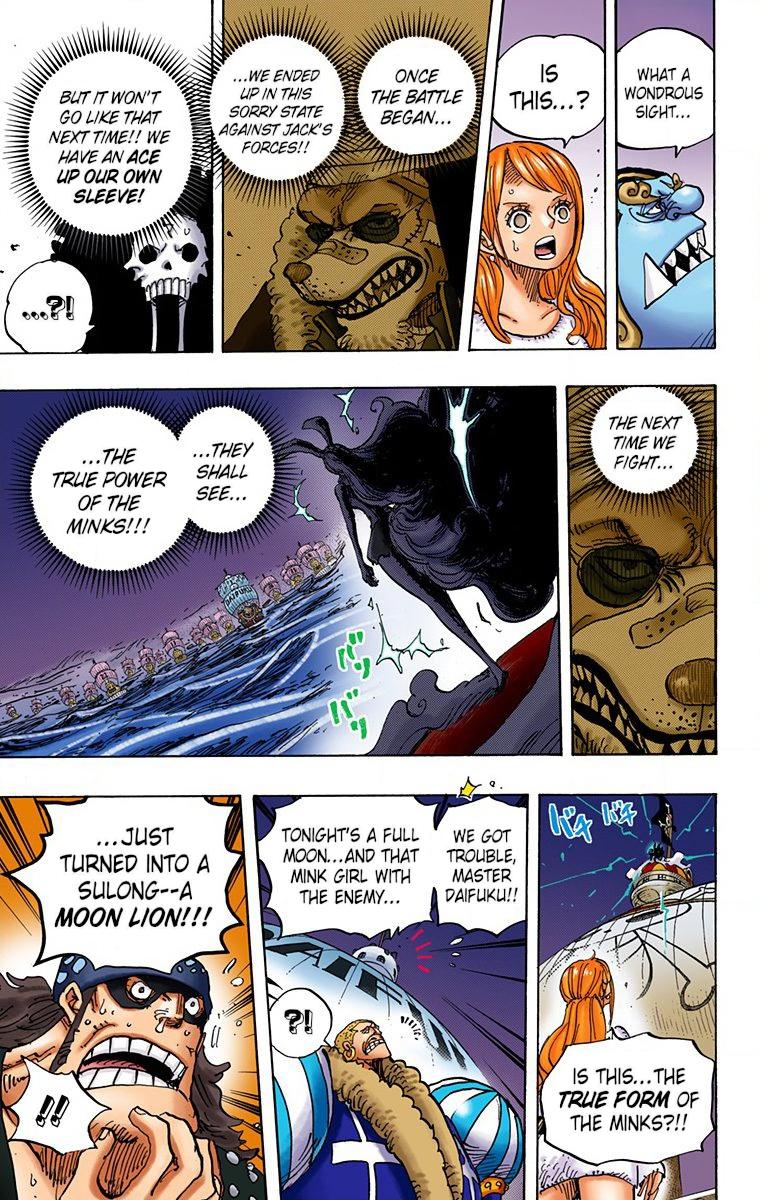 WHAT A
WONDROUS
SIGHT...
IS
THIS...?
ONCE
THE BATTLE
BEGAN...
...WE ENDED
UP IN THIS
SORRY STATE
AGAINST JACK'S
FORCES!!
BUT IT WON'T
GO LIKE THAT
NEXT TIME!! WE
HAVE AN ACE
UP OUR OWN
SLEEVE!
...?!
THE NEXT
TIME WE
FIGHT...
...THEY
SHALL
SEE...
...THE
TRUE POWER
OF THE
MINKS!!!
バリ
バリ
バチ
バチ
IS THIS...THE
TRUE FORM OF
THE MINKS?!!
WE GOT
TROUBLE,
MASTER
DAIFUKU!!
TONIGHT'S A FULL
MOON...AND THAT
MINK GIRL WITH
THE ENEMY...
?!
...JUST
TURNED INTO A
SULONG--A
MOON LION!!!
!!